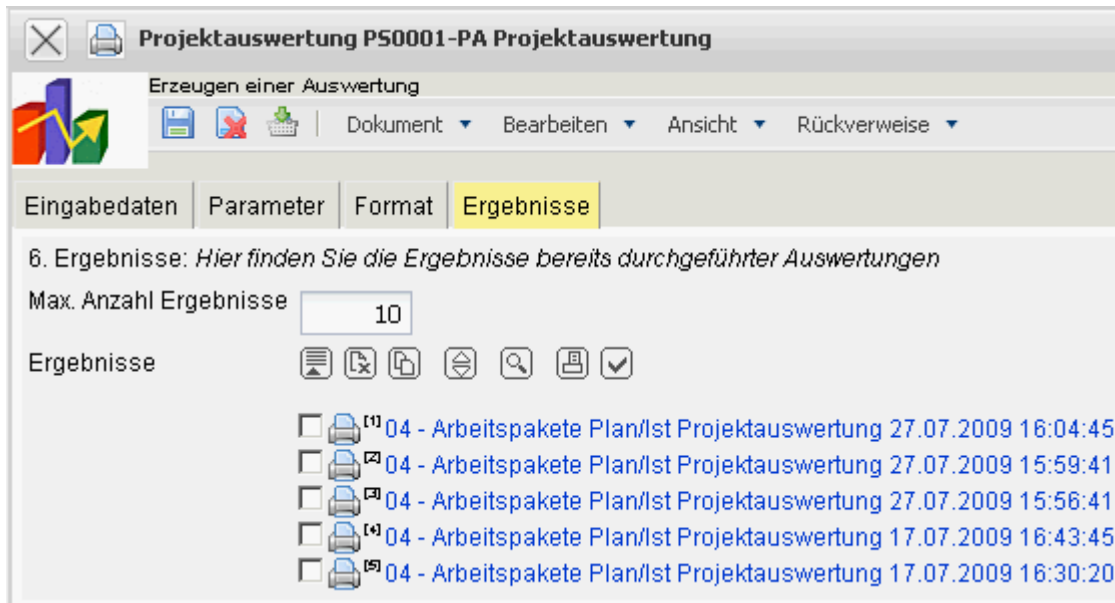 Projektauswertung PS0001-PA Projektauswertung
Erzeugen einer Auswertung
Dokument Bearbeiten Ansicht Rückverweise
Eingabedaten Parameter Format Ergebnisse
6. Ergebnisse: Hier finden Sie die Ergebnisse bereits durchgeführter Auswertungen
Max. Anzahl Ergebnisse 10
Ergebnisse
[1] 04 - Arbeitspakete Plan/Ist Projektauswertung 27.07.2009 16:04:45
[2] 04 - Arbeitspakete Plan/Ist Projektauswertung 27.07.2009 15:59:41
[3] 04 - Arbeitspakete Plan/Ist Projektauswertung 27.07.2009 15:56:41
[4] 04 - Arbeitspakete Plan/Ist Projektauswertung 17.07.2009 16:43:45
[5] 04 - Arbeitspakete Plan/Ist Projektauswertung 17.07.2009 16:30:20